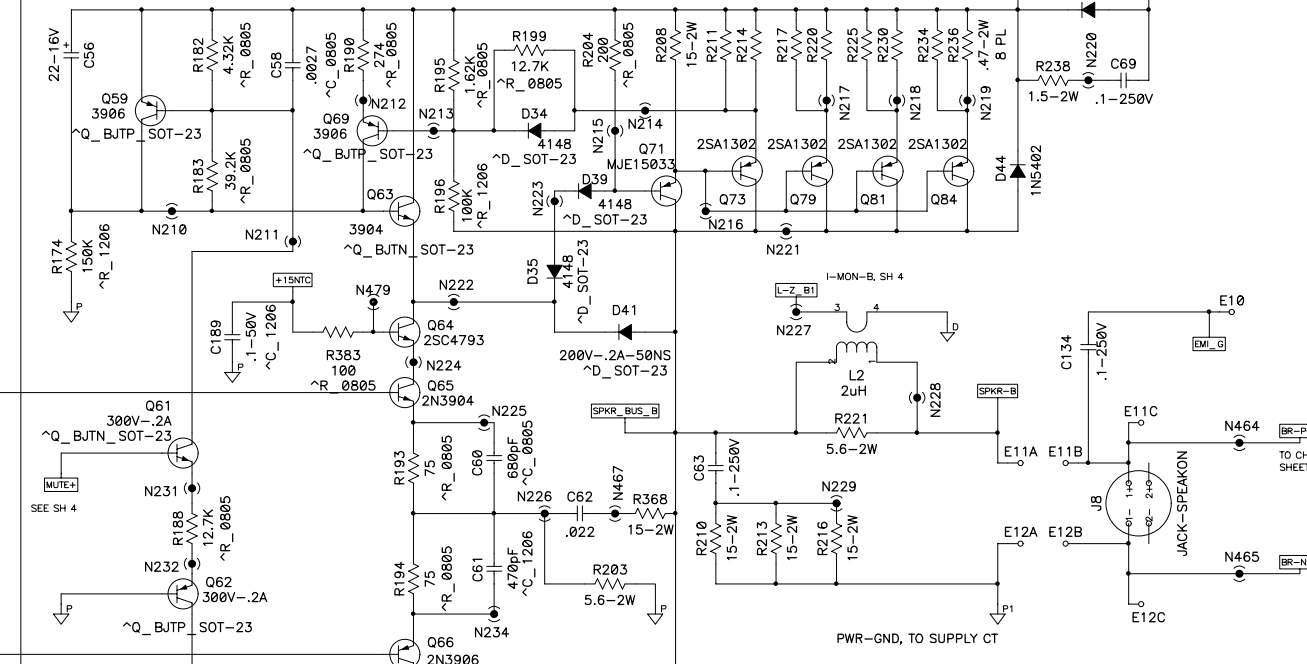 22-16V
+
C56
R182
4.32K
^R_0805
C58
.0027
^C_0805
R190
274
^R_0805
R195
1.62K
^R_0805
R199
12.7K
^R_0805
R204
200
^R_0805
R208
15-2W
R211
R214
R217
R220
R225
R230
R234
R236
.47-2W
8 PL
N220
R238
1.5-2W
C69
.1-250V
Q59
3906
^Q_BJTP_SOT-23
N212
Q69
3906
^Q_BJTP_SOT-23
N213
D34
4148
^D_SOT-23
N215
N214
N217
N218
N219
R183
39.2K
^R_0805
Q71
MJE15033
2SA1302
2SA1302
2SA1302
2SA1302
D44
1N5402
Q63
3904
^Q_BJTN_SOT-23
R196
100K
^R_1206
N223
D39
4148
^D_SOT-23
Q73
Q79
Q81
Q84
N216
N221
N210
N211
R174
150K
^R_1206
P
+15NTC
N479
N222
D35
4148
^D_SOT-23
I-MON-B, SH 4
L-Z_B1
3
4
N227
D
E10
C189
.1-50V
^C_1206
P
R383
100
^R_0805
Q64
2SC4793
N224
D41
200V-.2A-50NS
^D_SOT-23
2
1
L2
2uH
N228
C134
.1-250V
EMI_G
Q65
2N3904
Q61
300V-.2A
^Q_BJTN_SOT-23
N225
SPKR_BUS_B
R221
5.6-2W
SPKR-B
E11C
N464
BR-P
TO CH
SHEET
R193
75
^R_0805
C60
680pF
^C_0805
C63
.1-250V
E11A
E11B
MUTE+
SEE SH 4
N231
N226
C62
.022
N467
R368
15-2W
N229
J8
1+
2+
1-
2-
JACK-SPEAKON
R188
12.7K
^R_0805
R210
15-2W
R213
15-2W
R216
15-2W
E12A
E12B
N232
Q62
300V-.2A
^Q_BJTP_SOT-23
P
R194
75
^R_0805
C61
470pF
^C_1206
R203
5.6-2W
P
N465
BR-N
P1
E12C
N234
PWR-GND, TO SUPPLY CT
Q66
2N3906